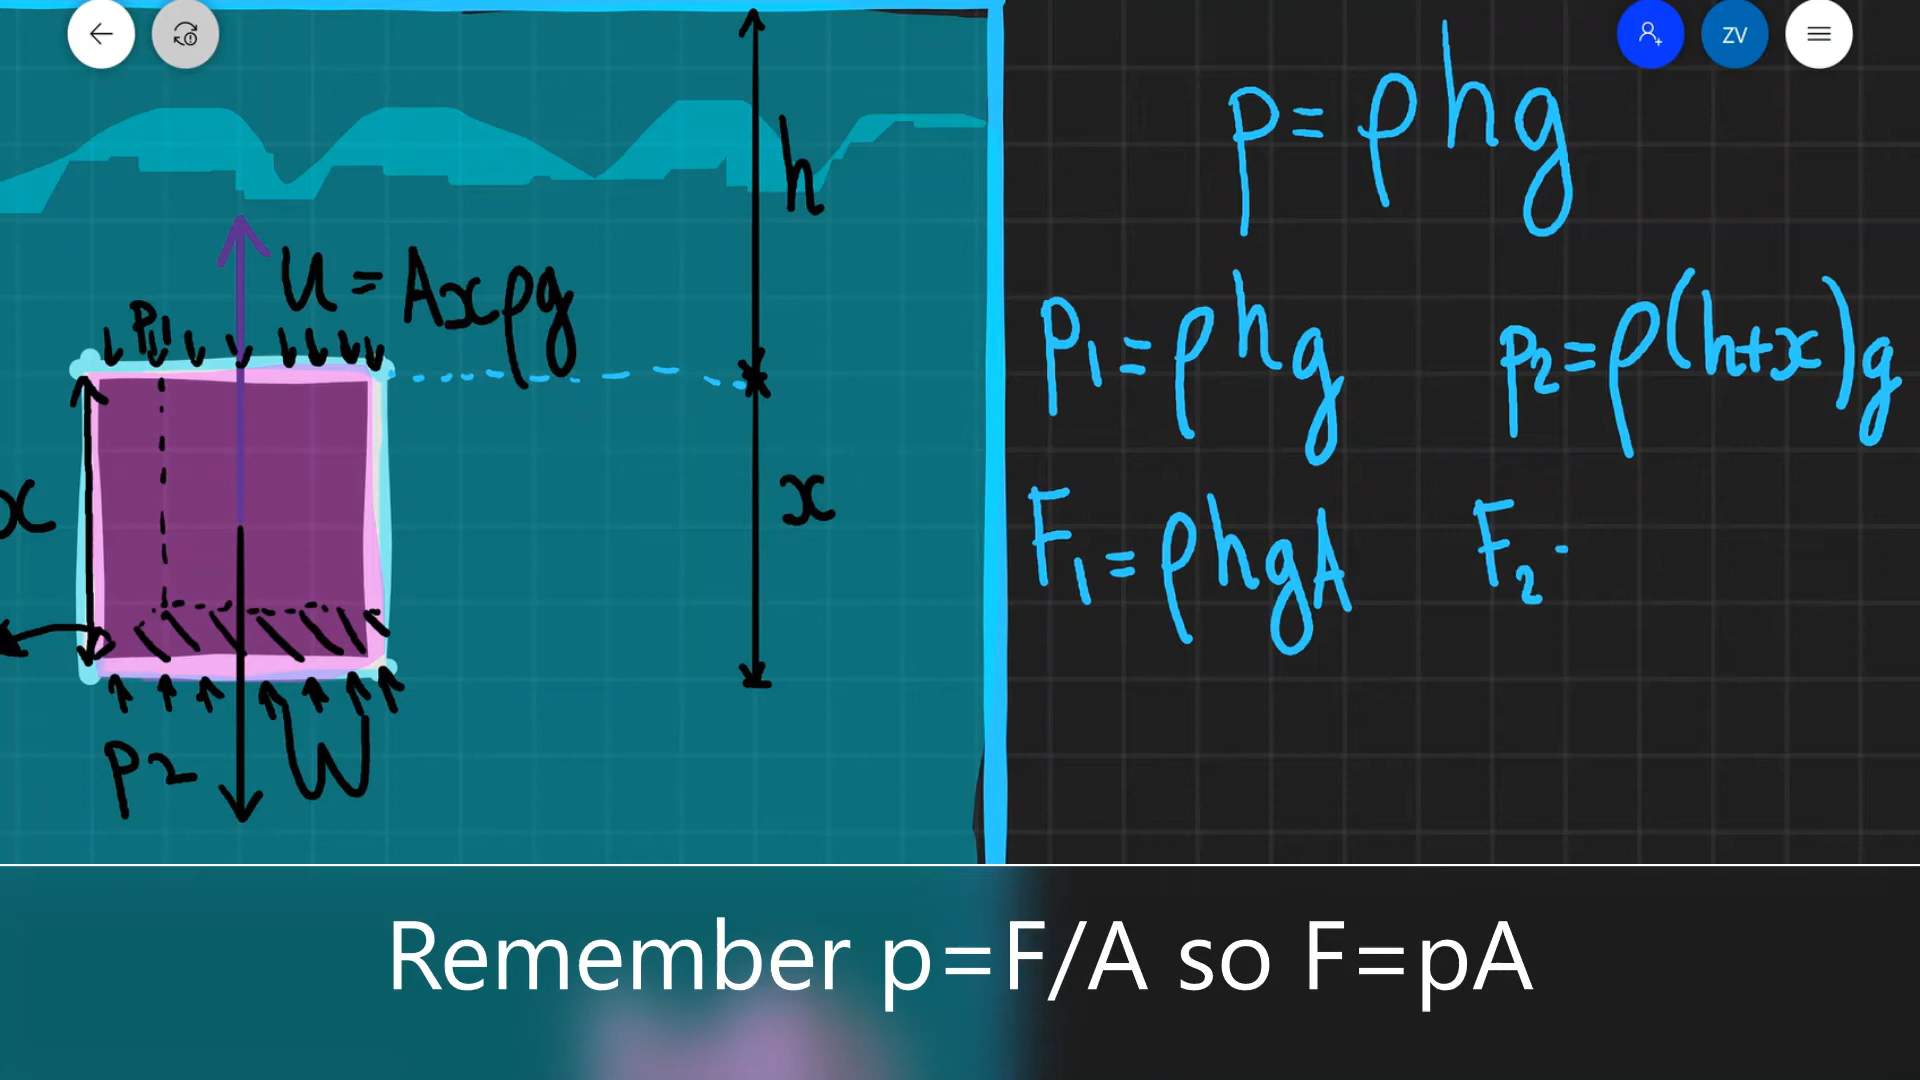 ZV
h
U = Axρg
P1
x
x
P2
W
p = ρhg
P1 = ρhg
P2 = ρ(h+x)g
F1 = ρhgA
F2 -
Remember p=F/A so F=pA